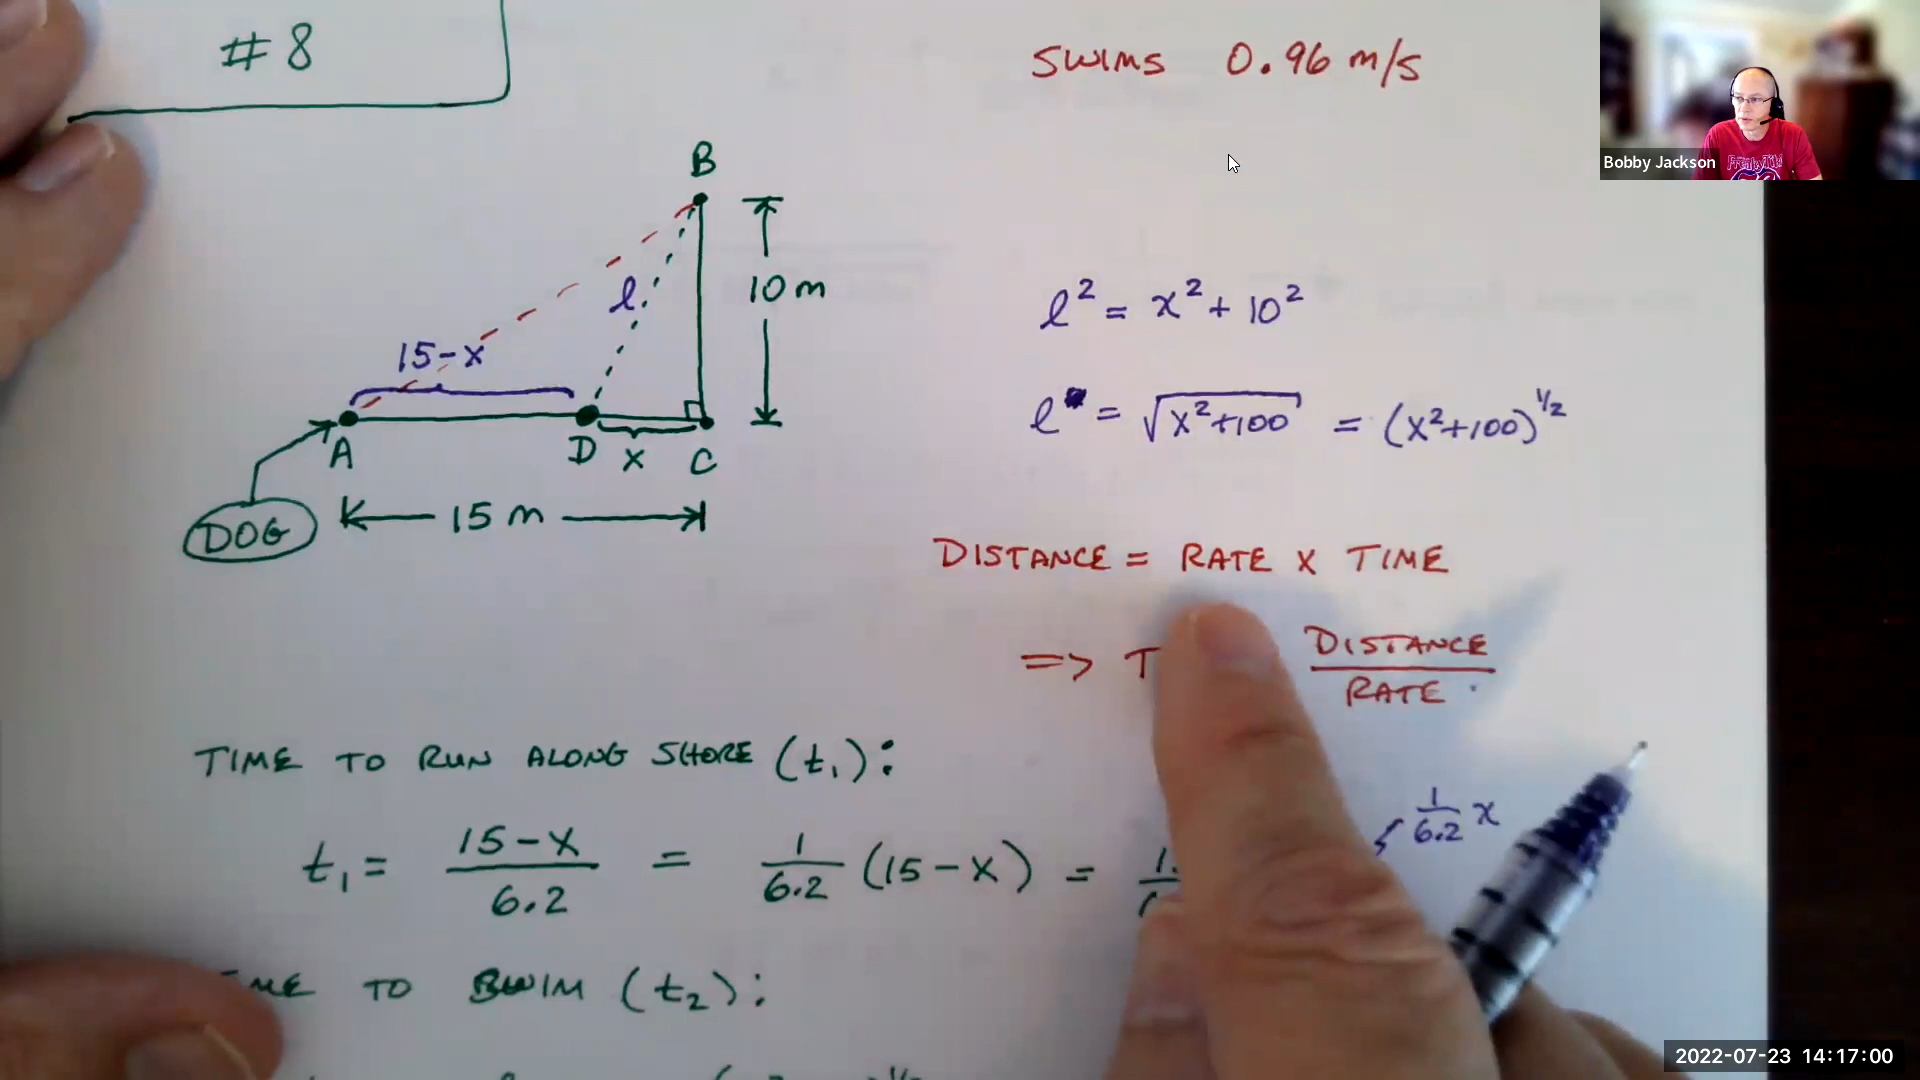 # 8
SWIMS 0.96 m/s
Bobby Jackson
B
10 m
l
15-x
A
D
x
C
DOG
15 m
l² = x² + 10²
l = √x²+100 = (x²+100)^1/2
DISTANCE = RATE X TIME
=> T DISTANCE
RATE
TIME TO RUN ALONG SHORE (t₁):
1/6.2 x
t₁ = 15-x/6.2 = 1/6.2 (15-x) =
TO SWIM (t₂):
2022-07-23 14:17:00